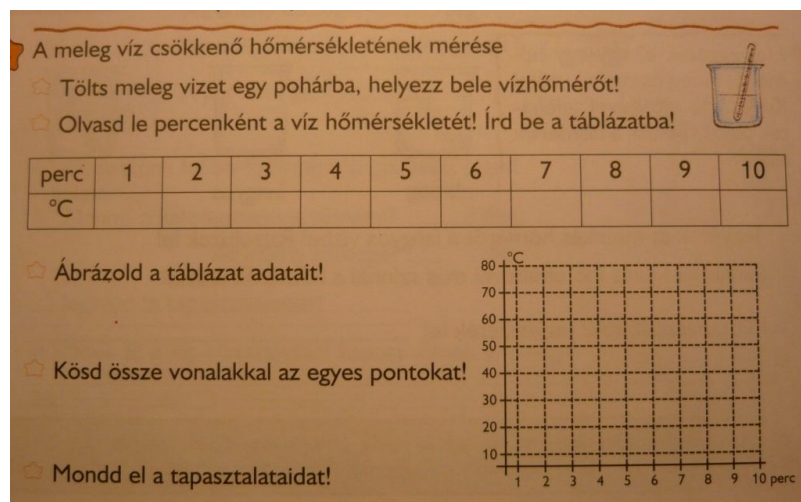 A meleg víz csökkenő hőmérsékletének mérése
Tölts meleg vizet egy pohárba, helyezz bele vízhőmérőt!
Olvasd le percenként a víz hőmérsékletét! Írd be a táblázatba!
perc 1 2 3 4 5 6 7 8 9 10
°C
Ábrázold a táblázat adatait!
Kösd össze vonalakkal az egyes pontokat!
Mondd el a tapasztalataidat!
°C
80
70
60
50
40
30
20
10
1 2 3 4 5 6 7 8 9 10 perc